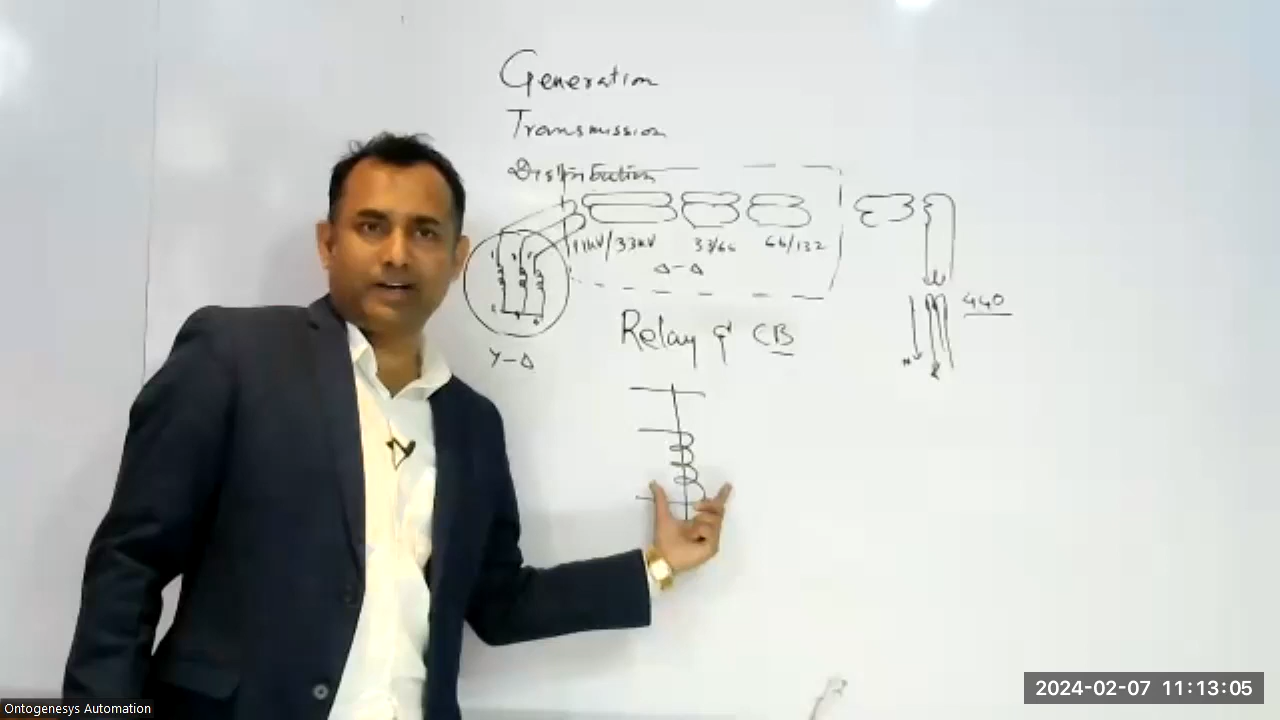 Generation
Transmission
Distribution
11kV/33kV 33/66 66/132
Δ-Δ
440
Relay & CB
Y-Δ
N
R
Ontogenesys Automation
2024-02-07 11:13:05